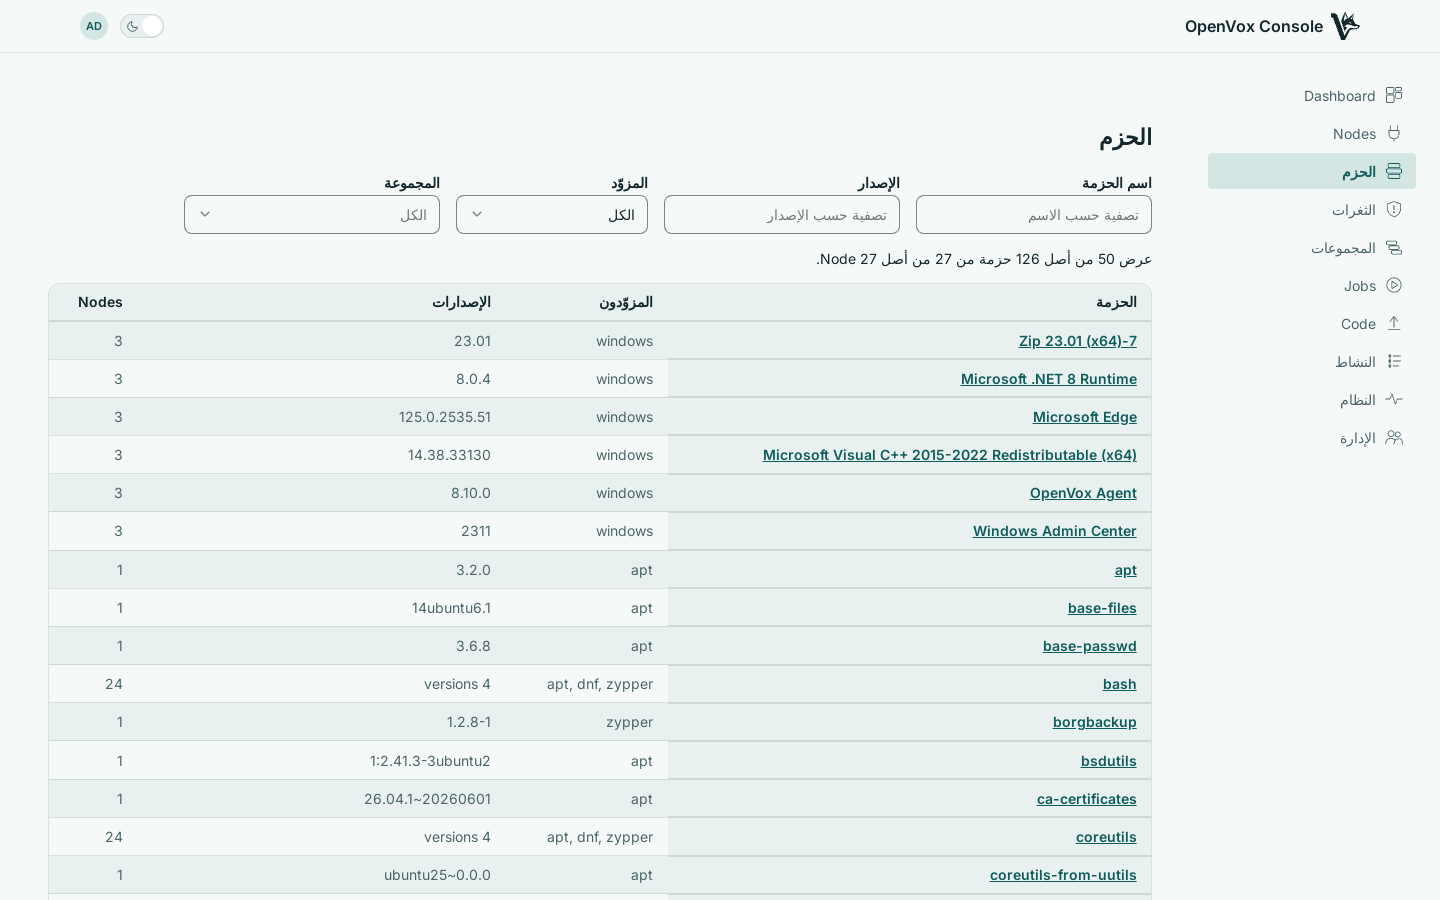 OpenVox Console
AD
Dashboard
Nodes
الحزم
الثغرات
المجموعات
Jobs
Code
النشاط
النظام
الإدارة
الحزم
اسم الحزمة
الإصدار
المزوّد
المجموعة
تصفية حسب الاسم
تصفية حسب الإصدار
الكل
الكل
عرض 50 من أصل 126 حزمة من 27 من أصل 27 Node.
الحزمة المزوّدون الإصدارات Nodes
7-Zip 23.01 (x64) windows 23.01 3
Microsoft .NET 8 Runtime windows 8.0.4 3
Microsoft Edge windows 125.0.2535.51 3
Microsoft Visual C++ 2015-2022 Redistributable (x64) windows 14.38.33130 3
OpenVox Agent windows 8.10.0 3
Windows Admin Center windows 2311 3
apt apt 3.2.0 1
base-files apt 14ubuntu6.1 1
base-passwd apt 3.6.8 1
bash apt, dnf, zypper 4 versions 24
borgbackup zypper 1.2.8-1 1
bsdutils apt 1:2.41.3-3ubuntu2 1
ca-certificates apt 26.04.1~20260601 1
coreutils apt, dnf, zypper 4 versions 24
coreutils-from-uutils apt 0.0.0~ubuntu25 1